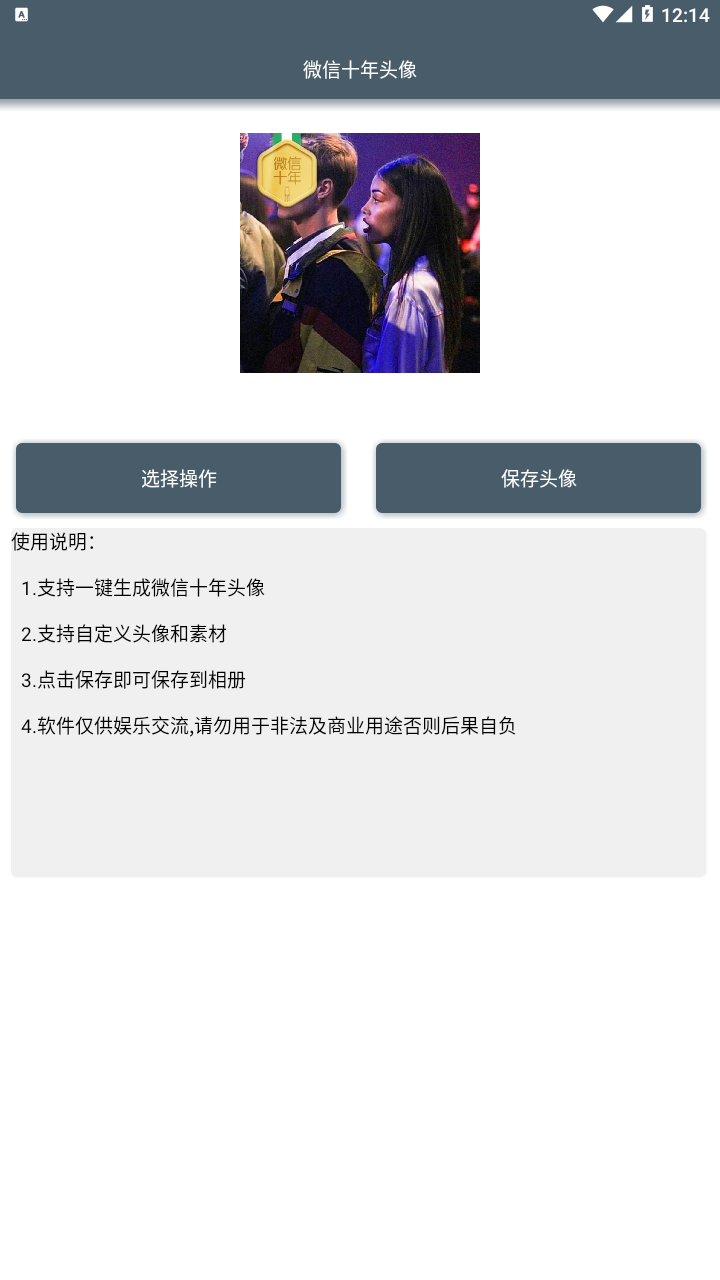 A
12:14
微信十年头像
微信
十年
选择操作
保存头像
使用说明：
1.支持一键生成微信十年头像
2.支持自定义头像和素材
3.点击保存即可保存到相册
4.软件仅供娱乐交流,请勿用于非法及商业用途否则后果自负